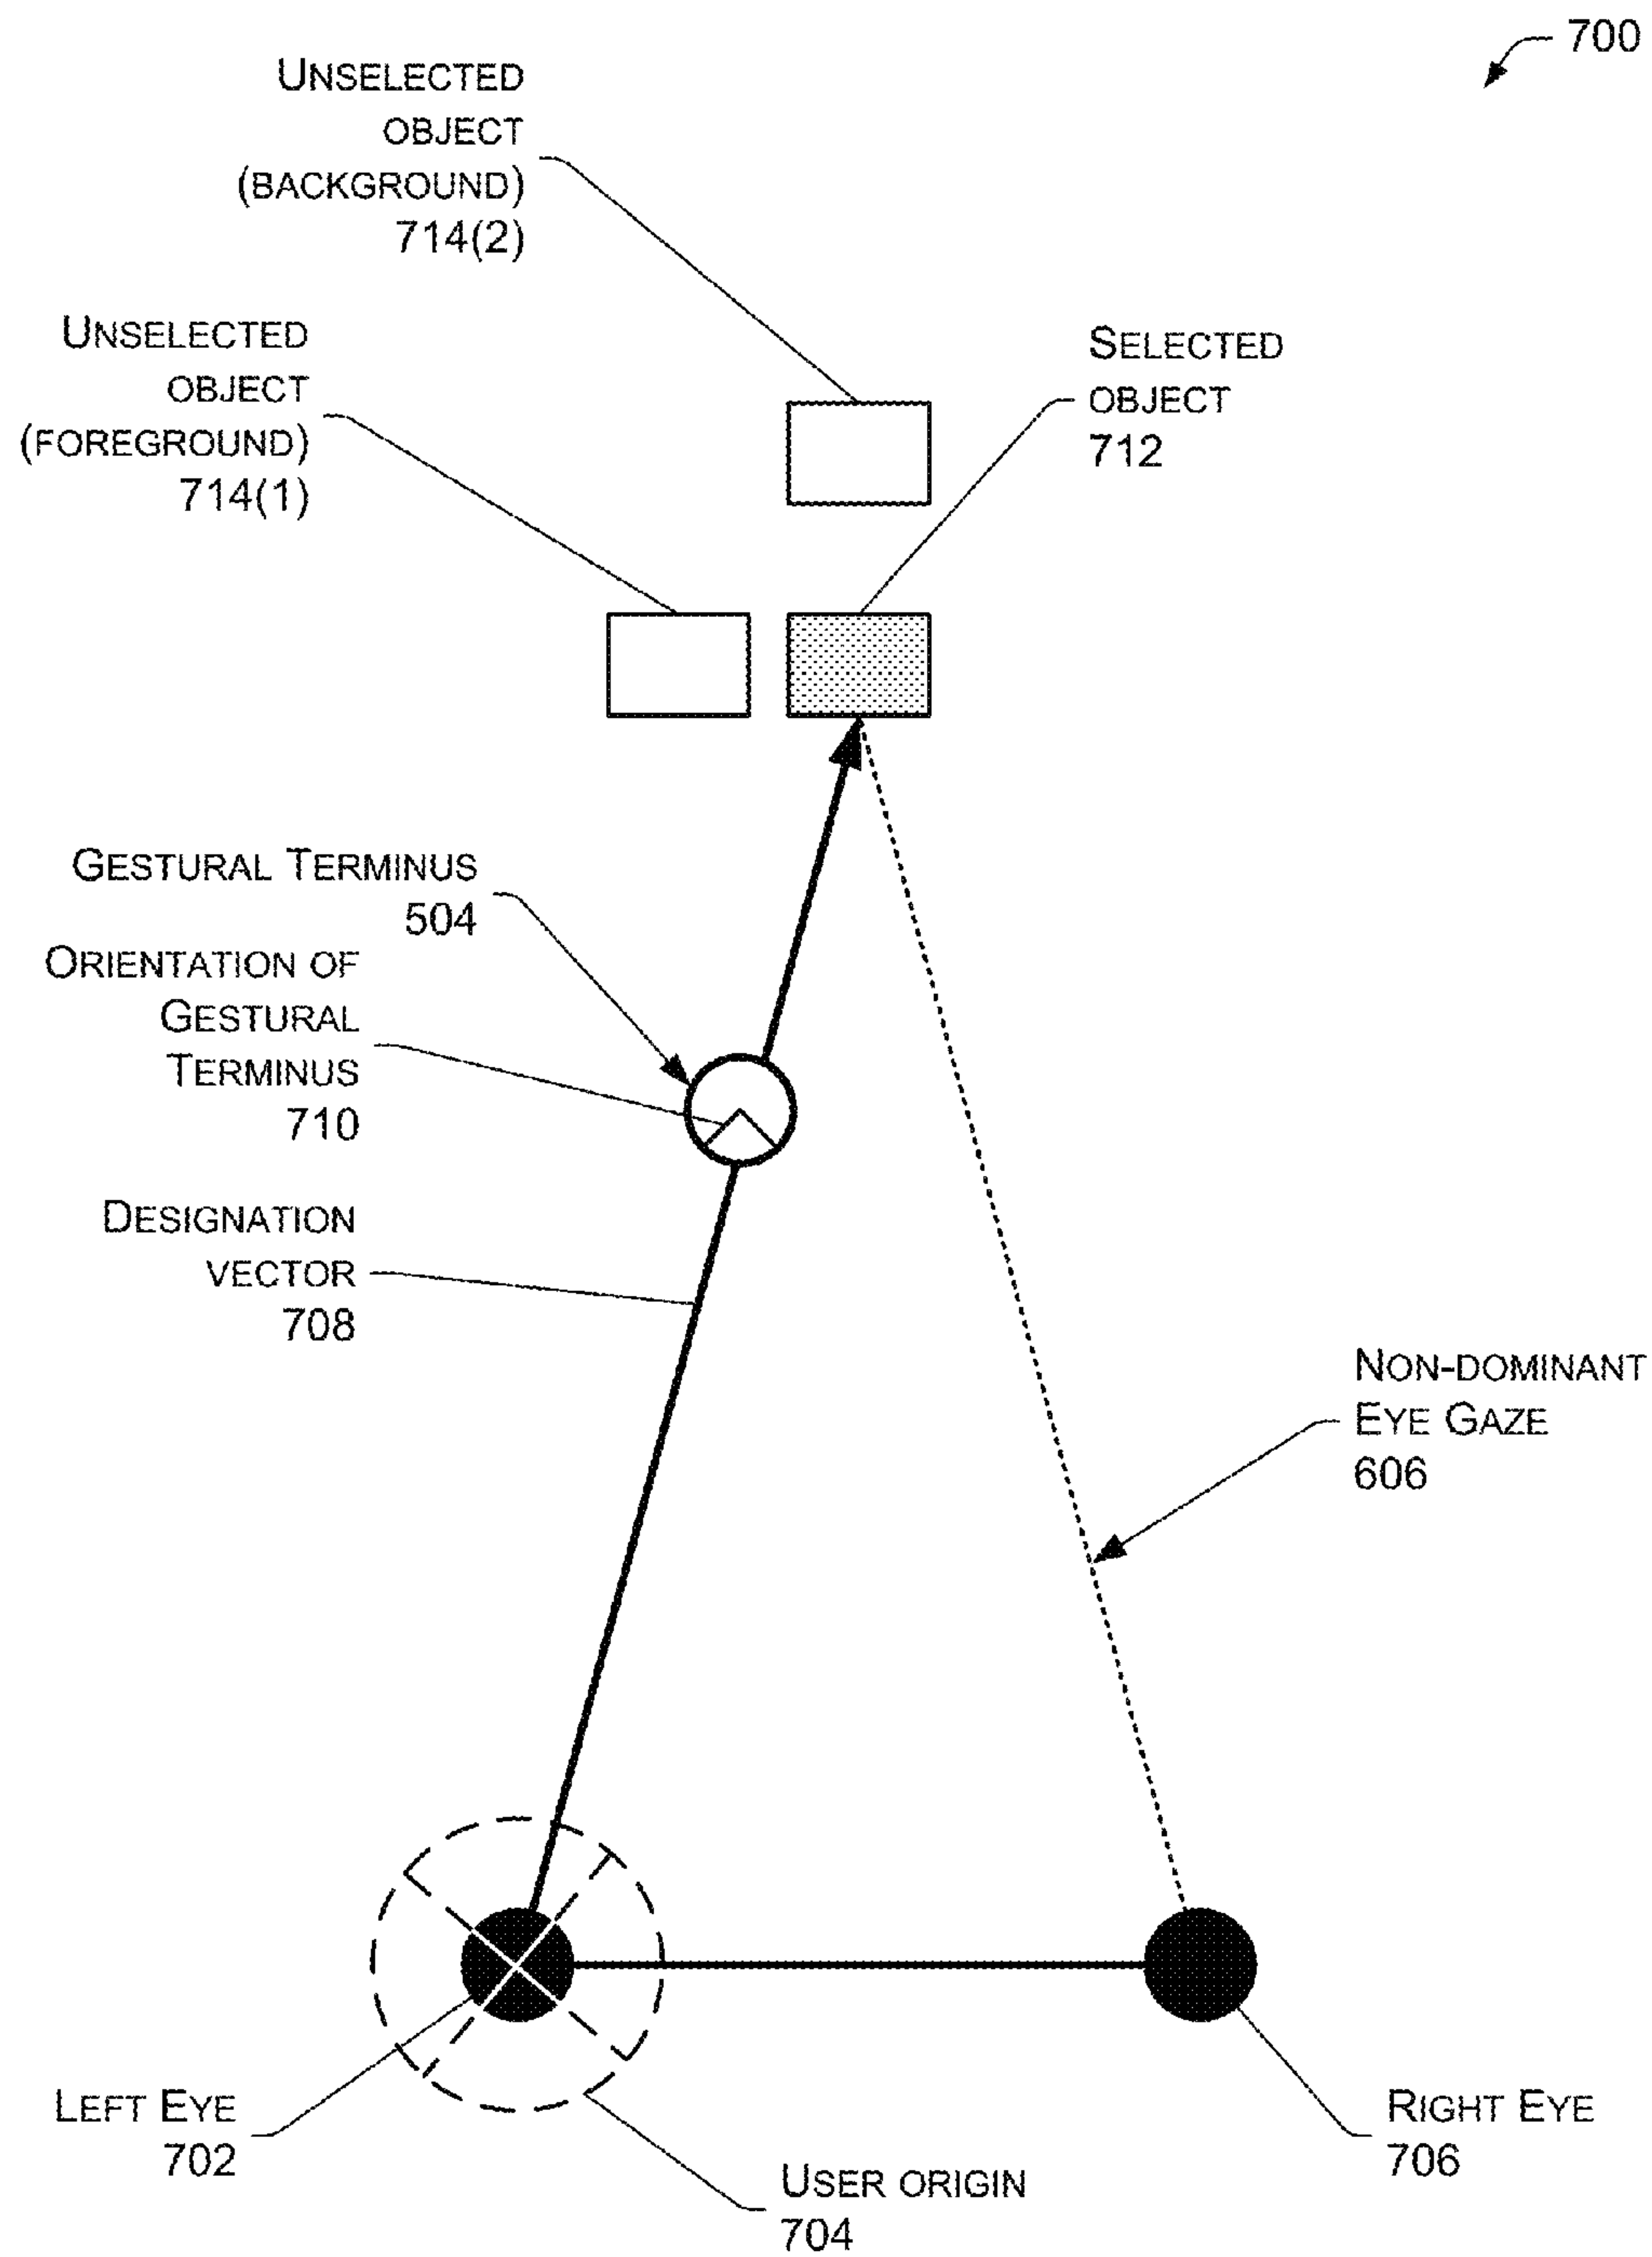 700
UNSELECTED
OBJECT
(BACKGROUND)
714(2)
UNSELECTED
OBJECT
(FOREGROUND)
714(1)
SELECTED
OBJECT
712
GESTURAL TERMINUS
504
ORIENTATION OF
GESTURAL
TERMINUS
710
DESIGNATION
VECTOR
708
NON-DOMINANT
EYE GAZE
606
LEFT EYE
702
USER ORIGIN
704
RIGHT EYE
706